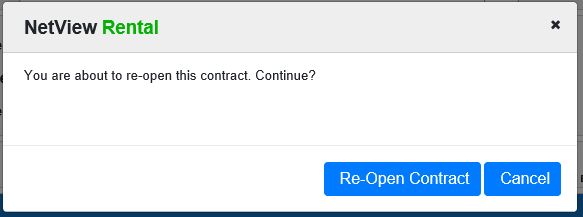 NetView Rental
×
You are about to re-open this contract. Continue?
Re-Open Contract
Cancel